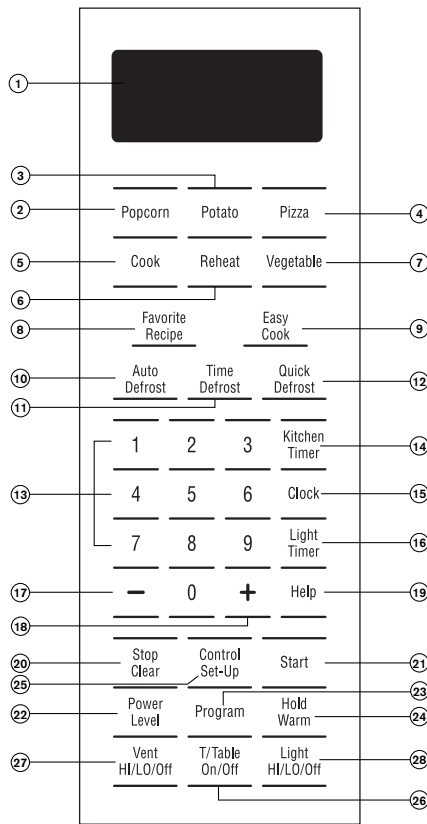 1
3
2 Popcorn Potato Pizza 4
5 Cook Reheat Vegetable 7
6
8 Favorite Recipe Easy Cook 9
10 Auto Defrost Time Defrost Quick Defrost 12
11
1 2 3 Kitchen Timer 14
13 4 5 6 Clock 15
7 8 9 Light Timer 16
17 – 0 + Help 19
18
20 Stop Clear Control Set-Up Start 21
25
23
22 Power Level Program Hold Warm 24
27 Vent HI/LO/Off T/Table On/Off Light HI/LO/Off 28
26